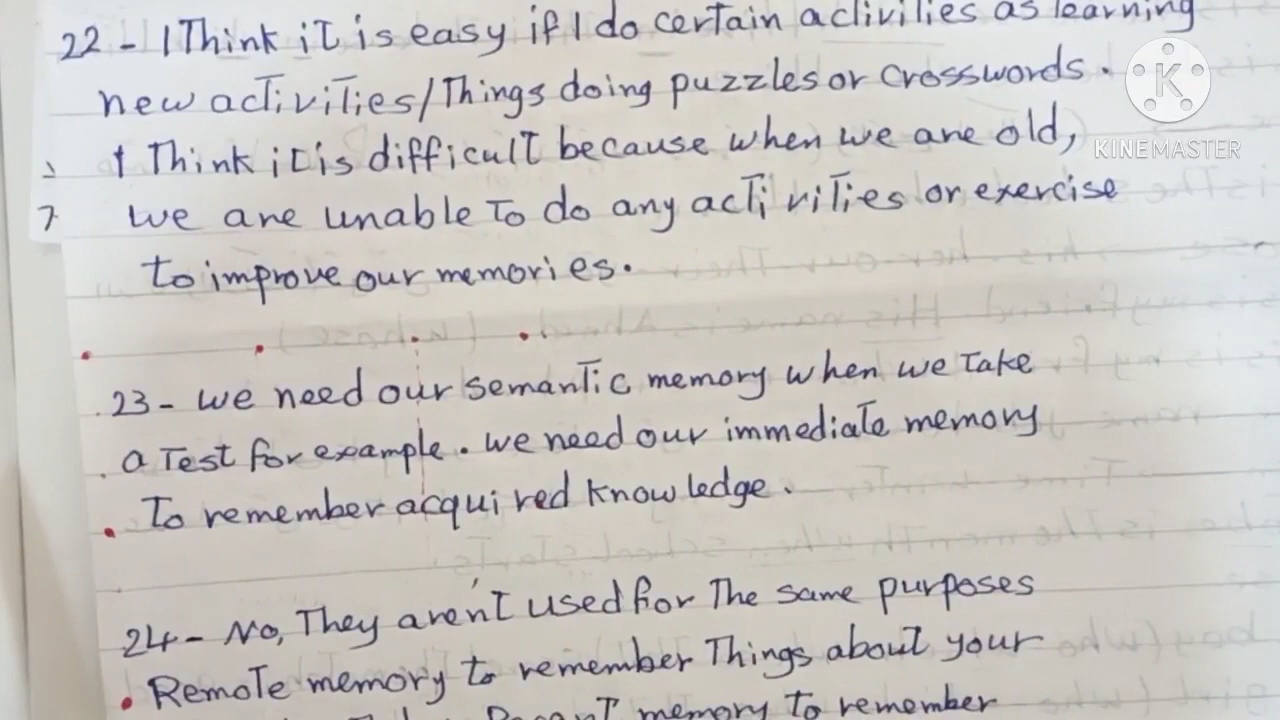 22 - I Think it is easy if I do certain activities as learning
new activities/Things doing puzzles or crosswords.
I Think it is difficult because when we are old,
we are unable to do any activities or exercise
to improve our memories.
23 - we need our semantic memory when we take
a Test for example. we need our immediate memory
To remember acquired knowledge.
24 - No, They aren't used for The same purposes
Remote memory to remember Things about your
memory to remember
KINEMASTER